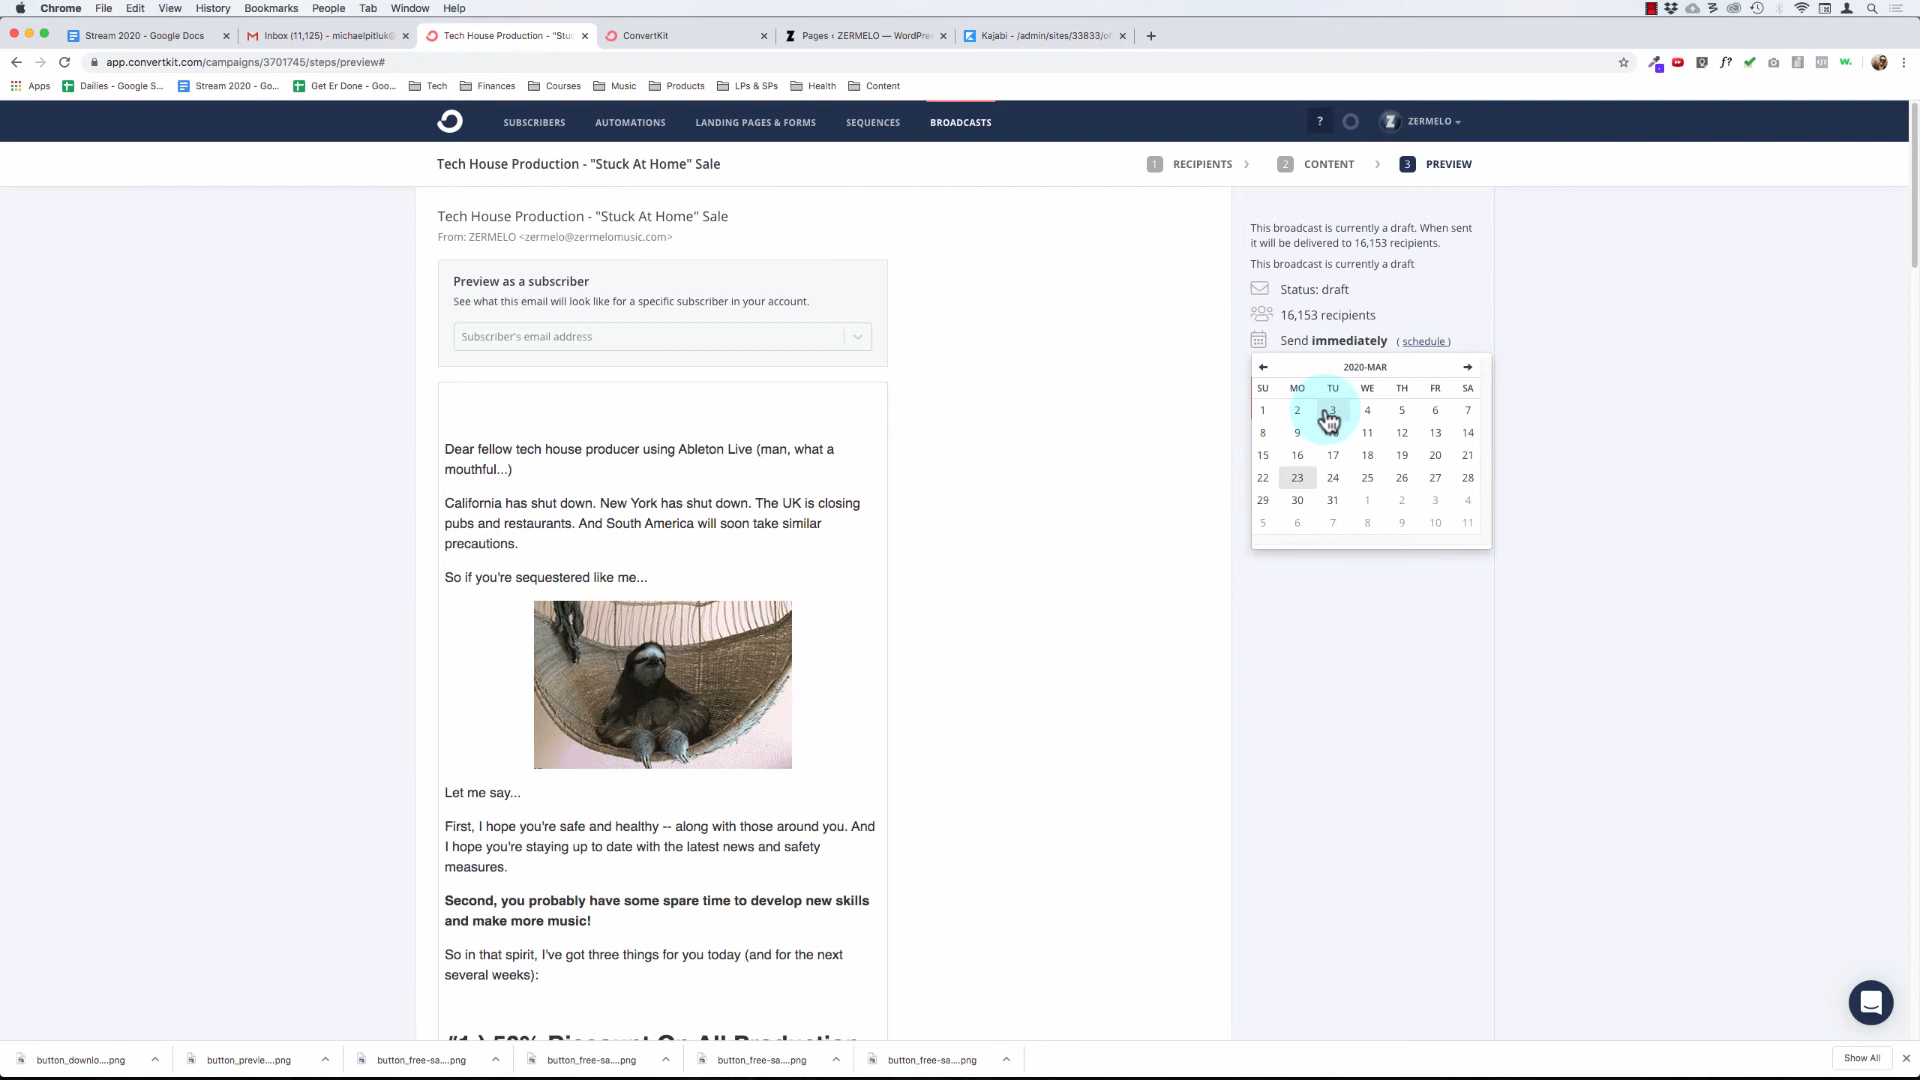 Chrome File Edit View History Bookmarks People Tab Window Help
Stream 2020 - Google Docs
Inbox (11,125) - michaelpitluk@
Tech House Production - "Stuc
ConvertKit
Pages ‹ ZERMELO — WordPres
Kajabi - /admin/sites/33833/of
app.convertkit.com/campaigns/3701745/steps/preview#
Apps
Dailies - Google S...
Stream 2020 - Go...
Get Er Done - Goo...
Tech
Finances
Courses
Music
Products
LPs & SPs
Health
Content
SUBSCRIBERS AUTOMATIONS LANDING PAGES & FORMS SEQUENCES BROADCASTS ? ZERMELO
Tech House Production - "Stuck At Home" Sale
1 RECIPIENTS 2 CONTENT 3 PREVIEW
Tech House Production - "Stuck At Home" Sale
From: ZERMELO <zermelo@zermelomusic.com>
Preview as a subscriber
See what this email will look like for a specific subscriber in your account.
Subscriber's email address
Dear fellow tech house producer using Ableton Live (man, what a
mouthful...)
California has shut down. New York has shut down. The UK is closing
pubs and restaurants. And South America will soon take similar
precautions.
So if you're sequestered like me...
Let me say...
First, I hope you're safe and healthy -- along with those around you. And
I hope you're staying up to date with the latest news and safety
measures.
Second, you probably have some spare time to develop new skills
and make more music!
So in that spirit, I've got three things for you today (and for the next
several weeks):
#1.) 50% Discount On All Production
This broadcast is currently a draft. When sent
it will be delivered to 16,153 recipients.
This broadcast is currently a draft
Status: draft
16,153 recipients
Send immediately ( schedule )
2020-MAR
SU MO TU WE TH FR SA
1 2 3 4 5 6 7
8 9 11 12 13 14
15 16 17 18 19 20 21
22 23 24 25 26 27 28
29 30 31 1 2 3 4
5 6 7 8 9 10 11
button_downlo....png
button_previe....png
button_free-sa....png
button_free-sa....png
button_free-sa....png
button_free-sa....png
Show All